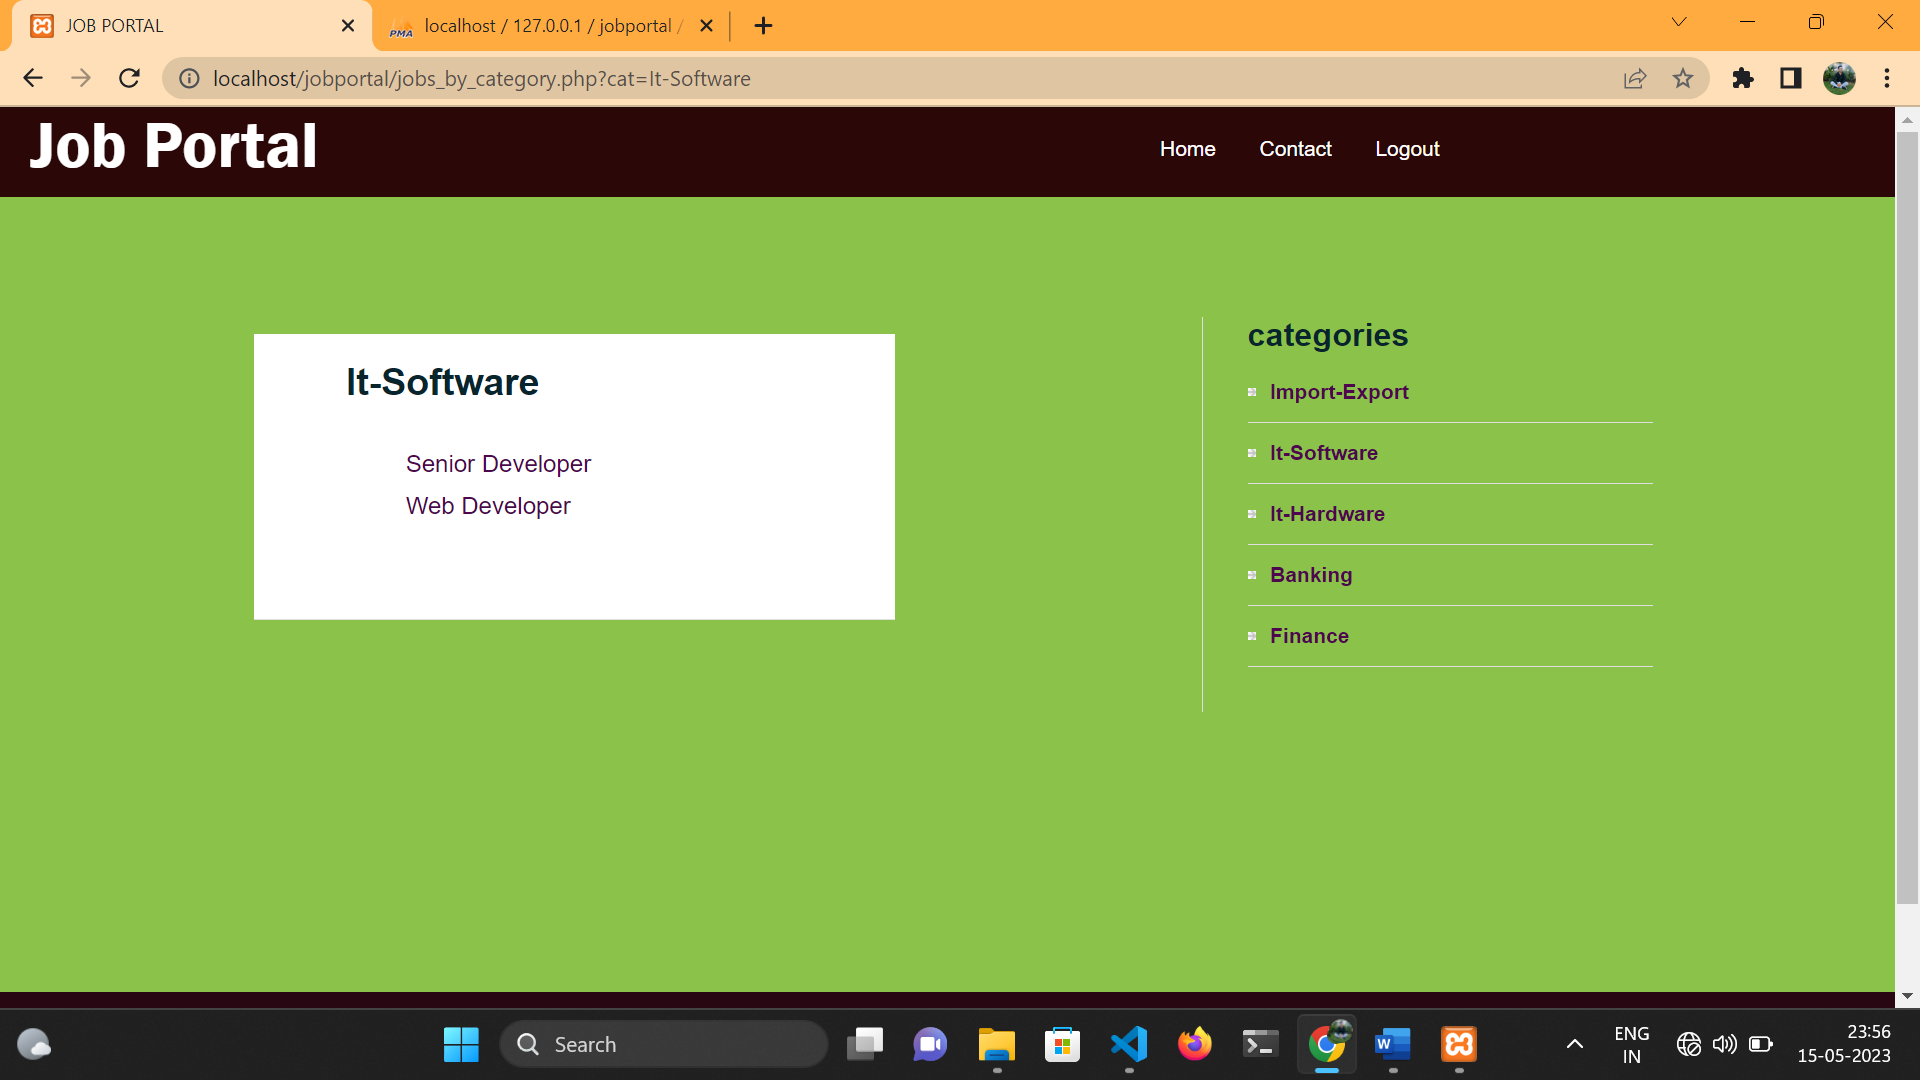 JOB PORTAL
localhost / 127.0.0.1 / jobportal /
localhost/jobportal/jobs_by_category.php?cat=It-Software
Job Portal
Home Contact Logout
It-Software
Senior Developer
Web Developer
categories
Import-Export
It-Software
It-Hardware
Banking
Finance
Search
ENG
IN
23:56
15-05-2023
PMA
W